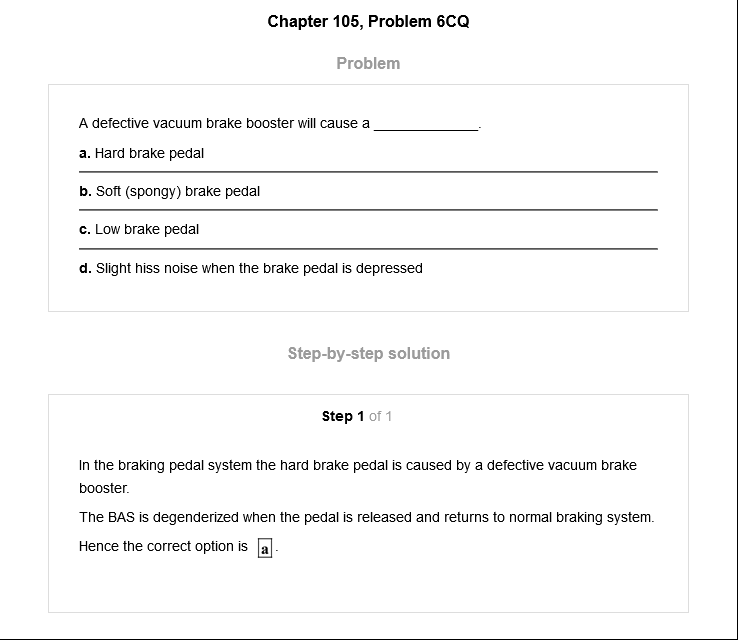 Chapter 105, Problem 6CQ
Problem
A defective vacuum brake booster will cause a ______________.
a. Hard brake pedal
b. Soft (spongy) brake pedal
c. Low brake pedal
d. Slight hiss noise when the brake pedal is depressed
Step-by-step solution
Step 1 of 1
In the braking pedal system the hard brake pedal is caused by a defective vacuum brake
booster.
The BAS is degenderized when the pedal is released and returns to normal braking system.
Hence the correct option is a .